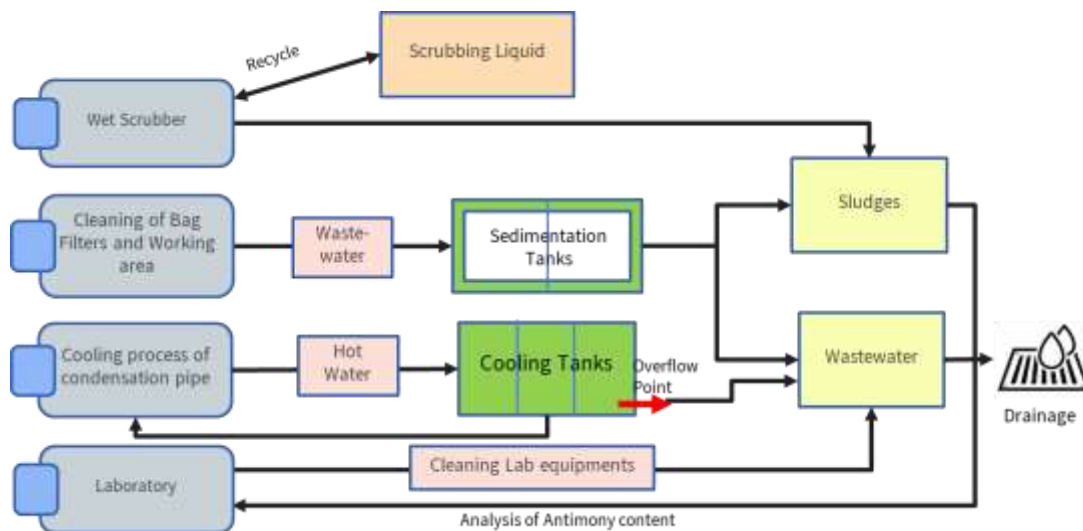 Recycle
Scrubbing Liquid
Wet Scrubber
Sludges
Cleaning of Bag
Filters and Working
area
Waste-
water
Sedimentation
Tanks
Cooling process of
condensation pipe
Hot
Water
Cooling Tanks
Overflow
Point
Wastewater
Drainage
Laboratory
Cleaning Lab equipments
Analysis of Antimony content